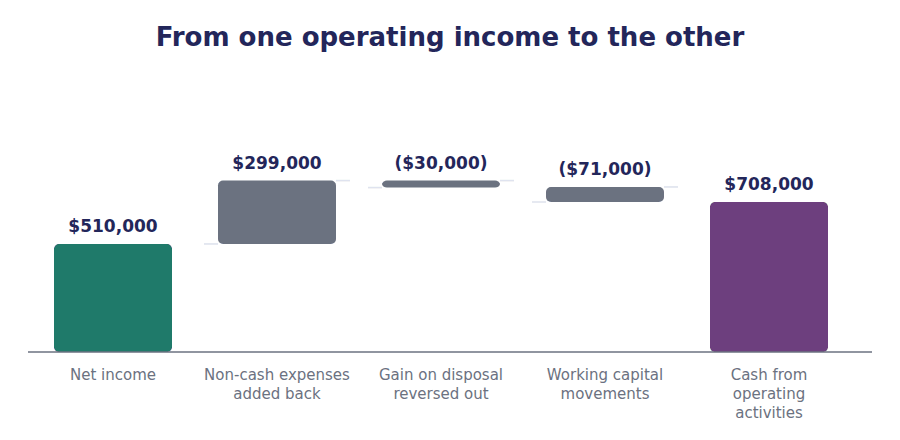 From one operating income to the other
$510,000
$299,000
($30,000)
($71,000)
$708,000
Net income
Non-cash expenses
added back
Gain on disposal
reversed out
Working capital
movements
Cash from
operating
activities